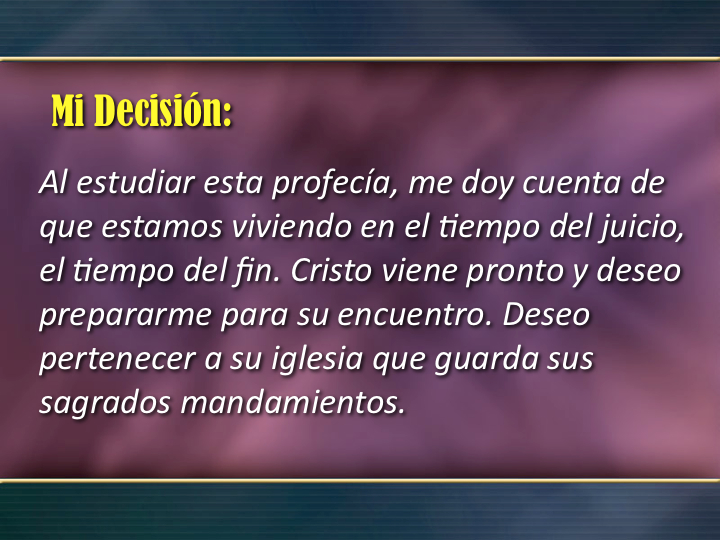 Mi Decisión:
Al estudiar esta profecía, me doy cuenta de
que estamos viviendo en el tiempo del juicio,
el tiempo del fin. Cristo viene pronto y deseo
prepararme para su encuentro. Deseo
pertenecer a su iglesia que guarda sus
sagrados mandamientos.